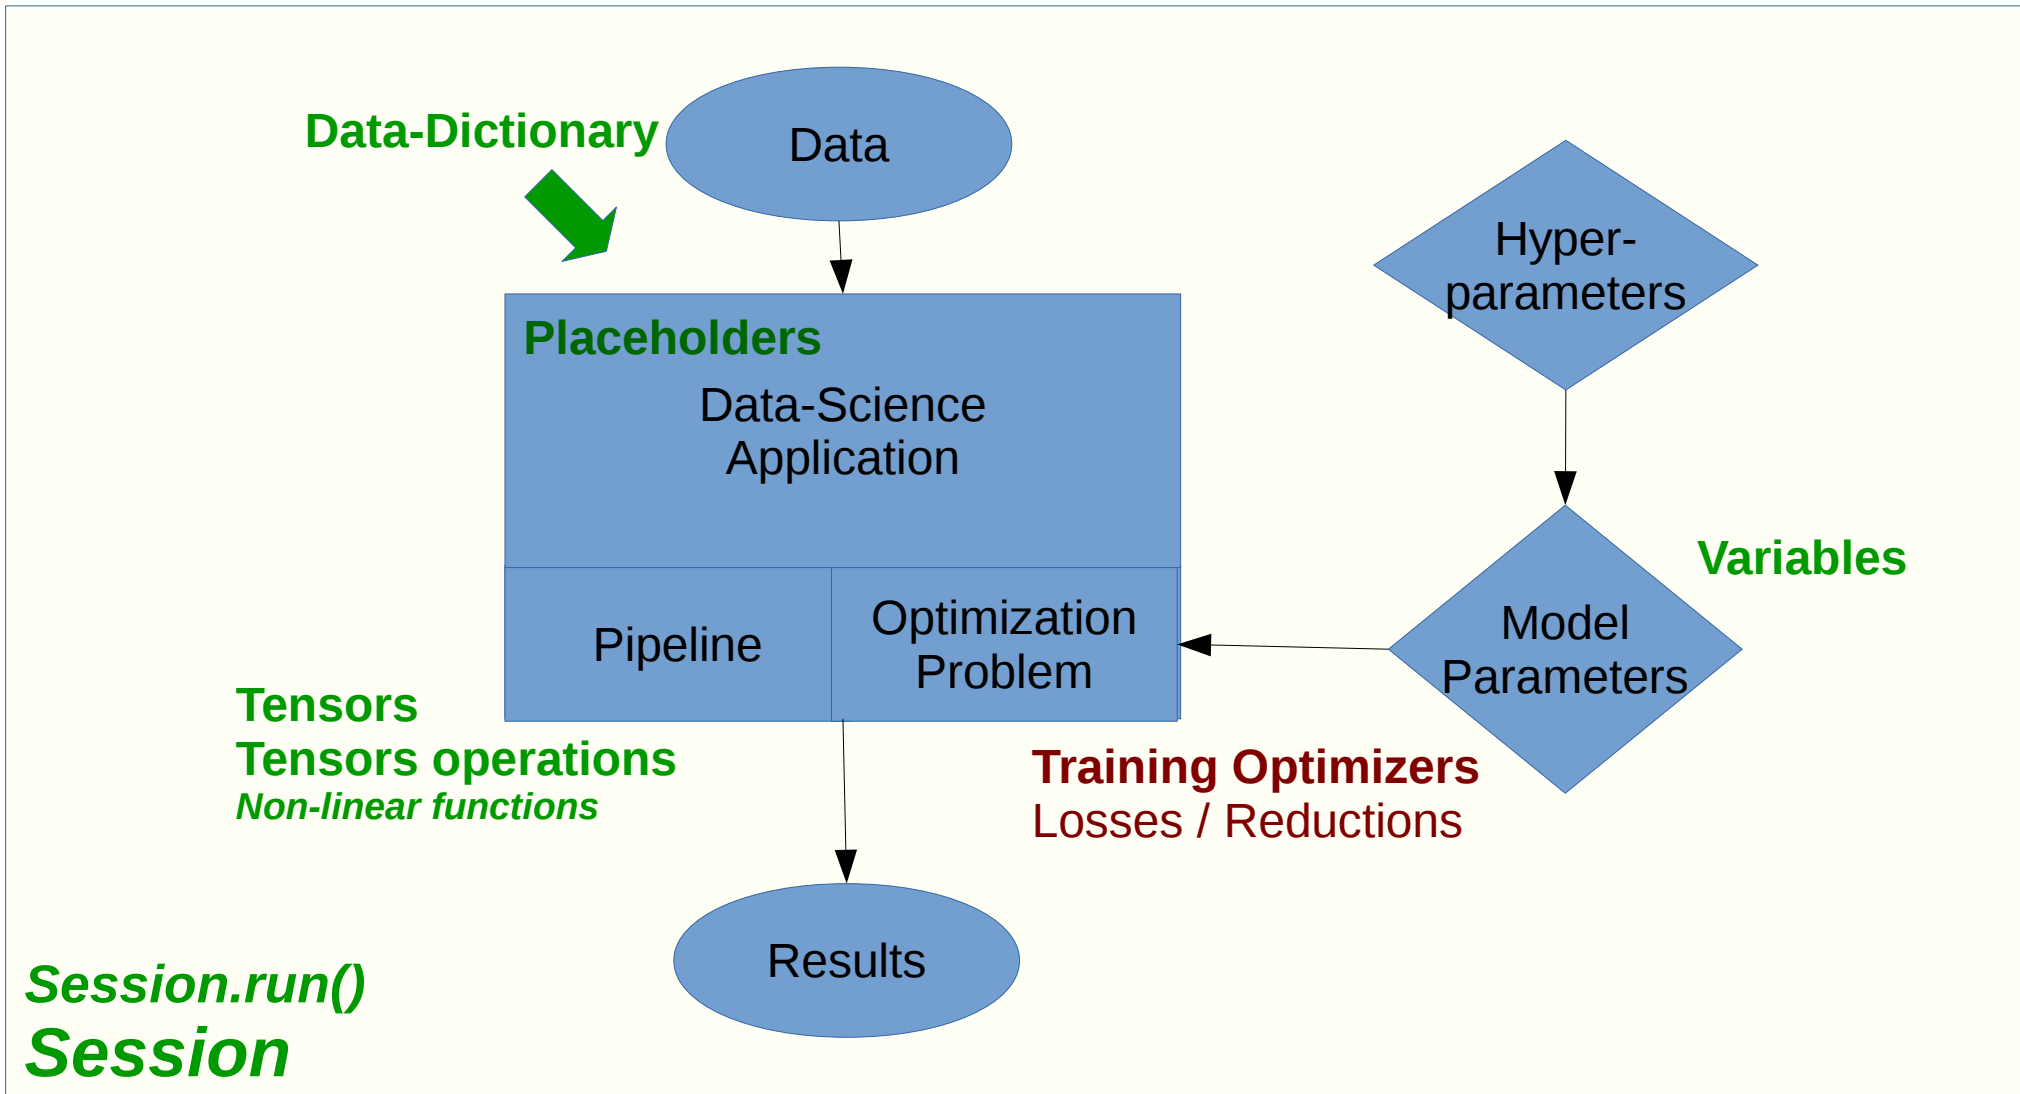 Data-Dictionary
Data
Hyper-
parameters
Placeholders
Data-Science
Application
Variables
Pipeline
Optimization
Problem
Model
Parameters
Tensors
Tensors operations
Non-linear functions
Training Optimizers
Losses / Reductions
Results
Session.run()
Session